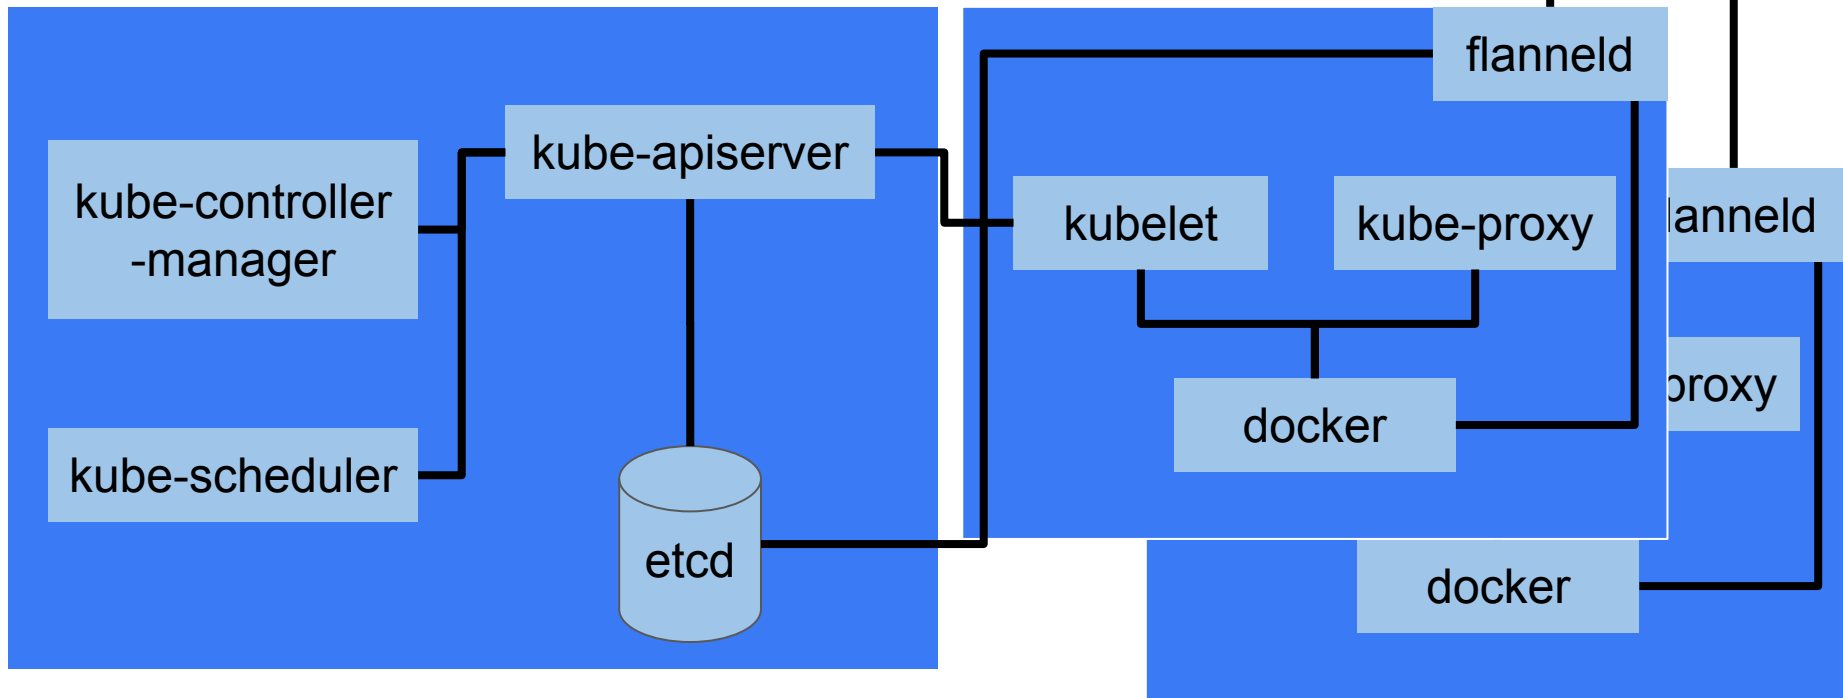 flanneld
kube-apiserver
kube-controller
-manager
kubelet
kube-proxy
lanneld
proxy
docker
kube-scheduler
etcd
docker